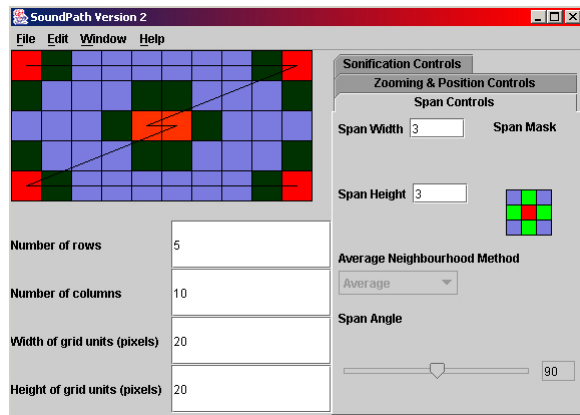 SoundPath Version 2
File Edit Window Help
Sonification Controls
Zooming & Position Controls
Span Controls
Span Width 3 Span Mask
Span Height 3
Average Neighbourhood Method
Average
Span Angle
90
Number of rows 5
Number of columns 10
Width of grid units (pixels) 20
Height of grid units (pixels) 20